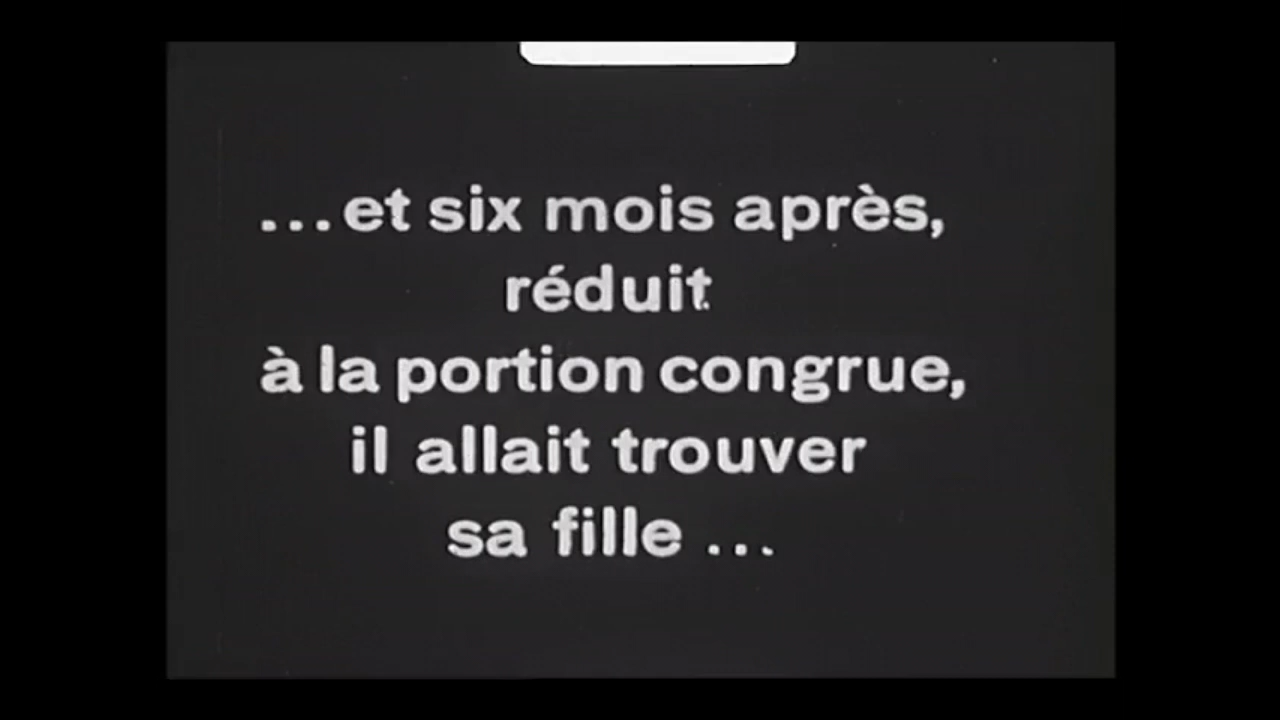 ...et six mois après,
réduit
à la portion congrue,
il allait trouver
sa fille ...